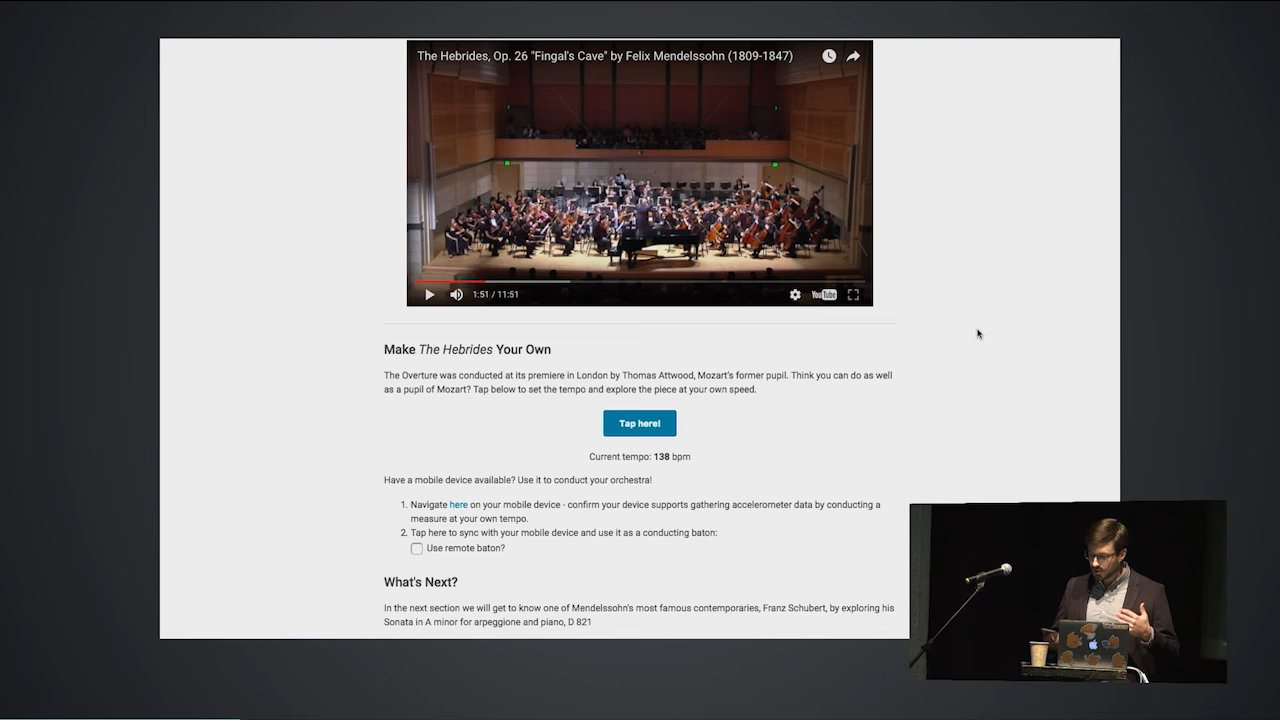 The Hebrides, Op. 26 "Fingal's Cave" by Felix Mendelssohn (1809-1847)
1:51 / 11:51
YouTube
Make The Hebrides Your Own
The Overture was conducted at its premiere in London by Thomas Attwood, Mozart's former pupil. Think you can do as well
as a pupil of Mozart? Tap below to set the tempo and explore the piece at your own speed.
Tap here!
Current tempo: 138 bpm
Have a mobile device available? Use it to conduct your orchestra!
1. Navigate here on your mobile device - confirm your device supports gathering accelerometer data by conducting a
measure at your own tempo.
2. Tap here to sync with your mobile device and use it as a conducting baton:
Use remote baton?
What's Next?
In the next section we will get to know one of Mendelssohn's most famous contemporaries, Franz Schubert, by exploring his
Sonata in A minor for arpeggione and piano, D 821